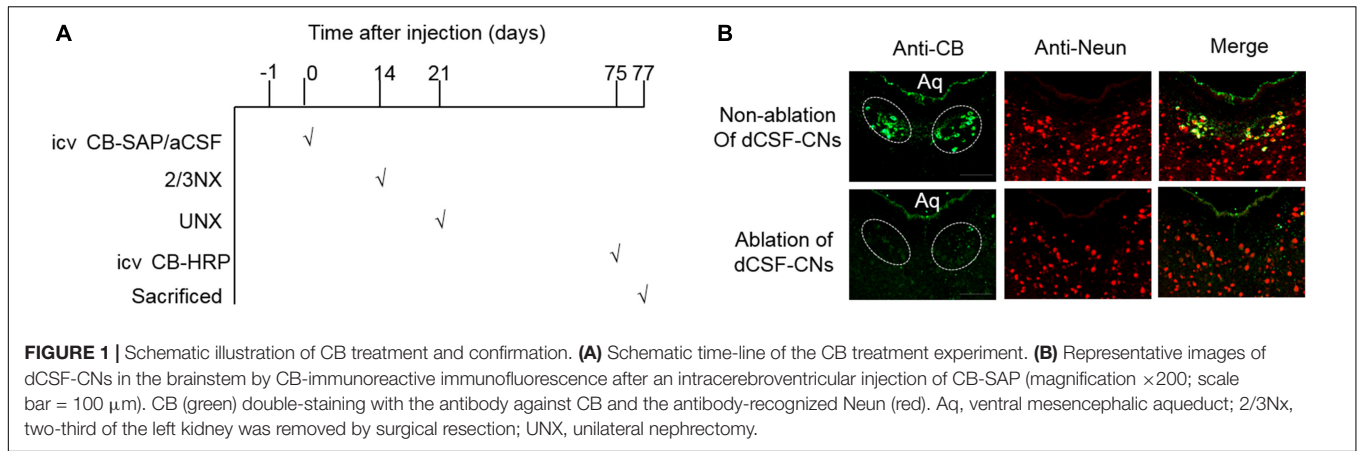 A
Time after injection (days)
-1 0 14 21 75 77
icv CB-SAP/aCSF √
2/3NX √
UNX √
icv CB-HRP √
Sacrificed √
B
Anti-CB Anti-Neun Merge
Non-ablation
Of dCSF-CNs
Aq
Ablation of
dCSF-CNs
Aq
FIGURE 1 | Schematic illustration of CB treatment and confirmation. (A) Schematic time-line of the CB treatment experiment. (B) Representative images of
dCSF-CNs in the brainstem by CB-immunoreactive immunofluorescence after an intracerebroventricular injection of CB-SAP (magnification ×200; scale
bar = 100 μm). CB (green) double-staining with the antibody against CB and the antibody-recognized Neun (red). Aq, ventral mesencephalic aqueduct; 2/3Nx,
two-third of the left kidney was removed by surgical resection; UNX, unilateral nephrectomy.